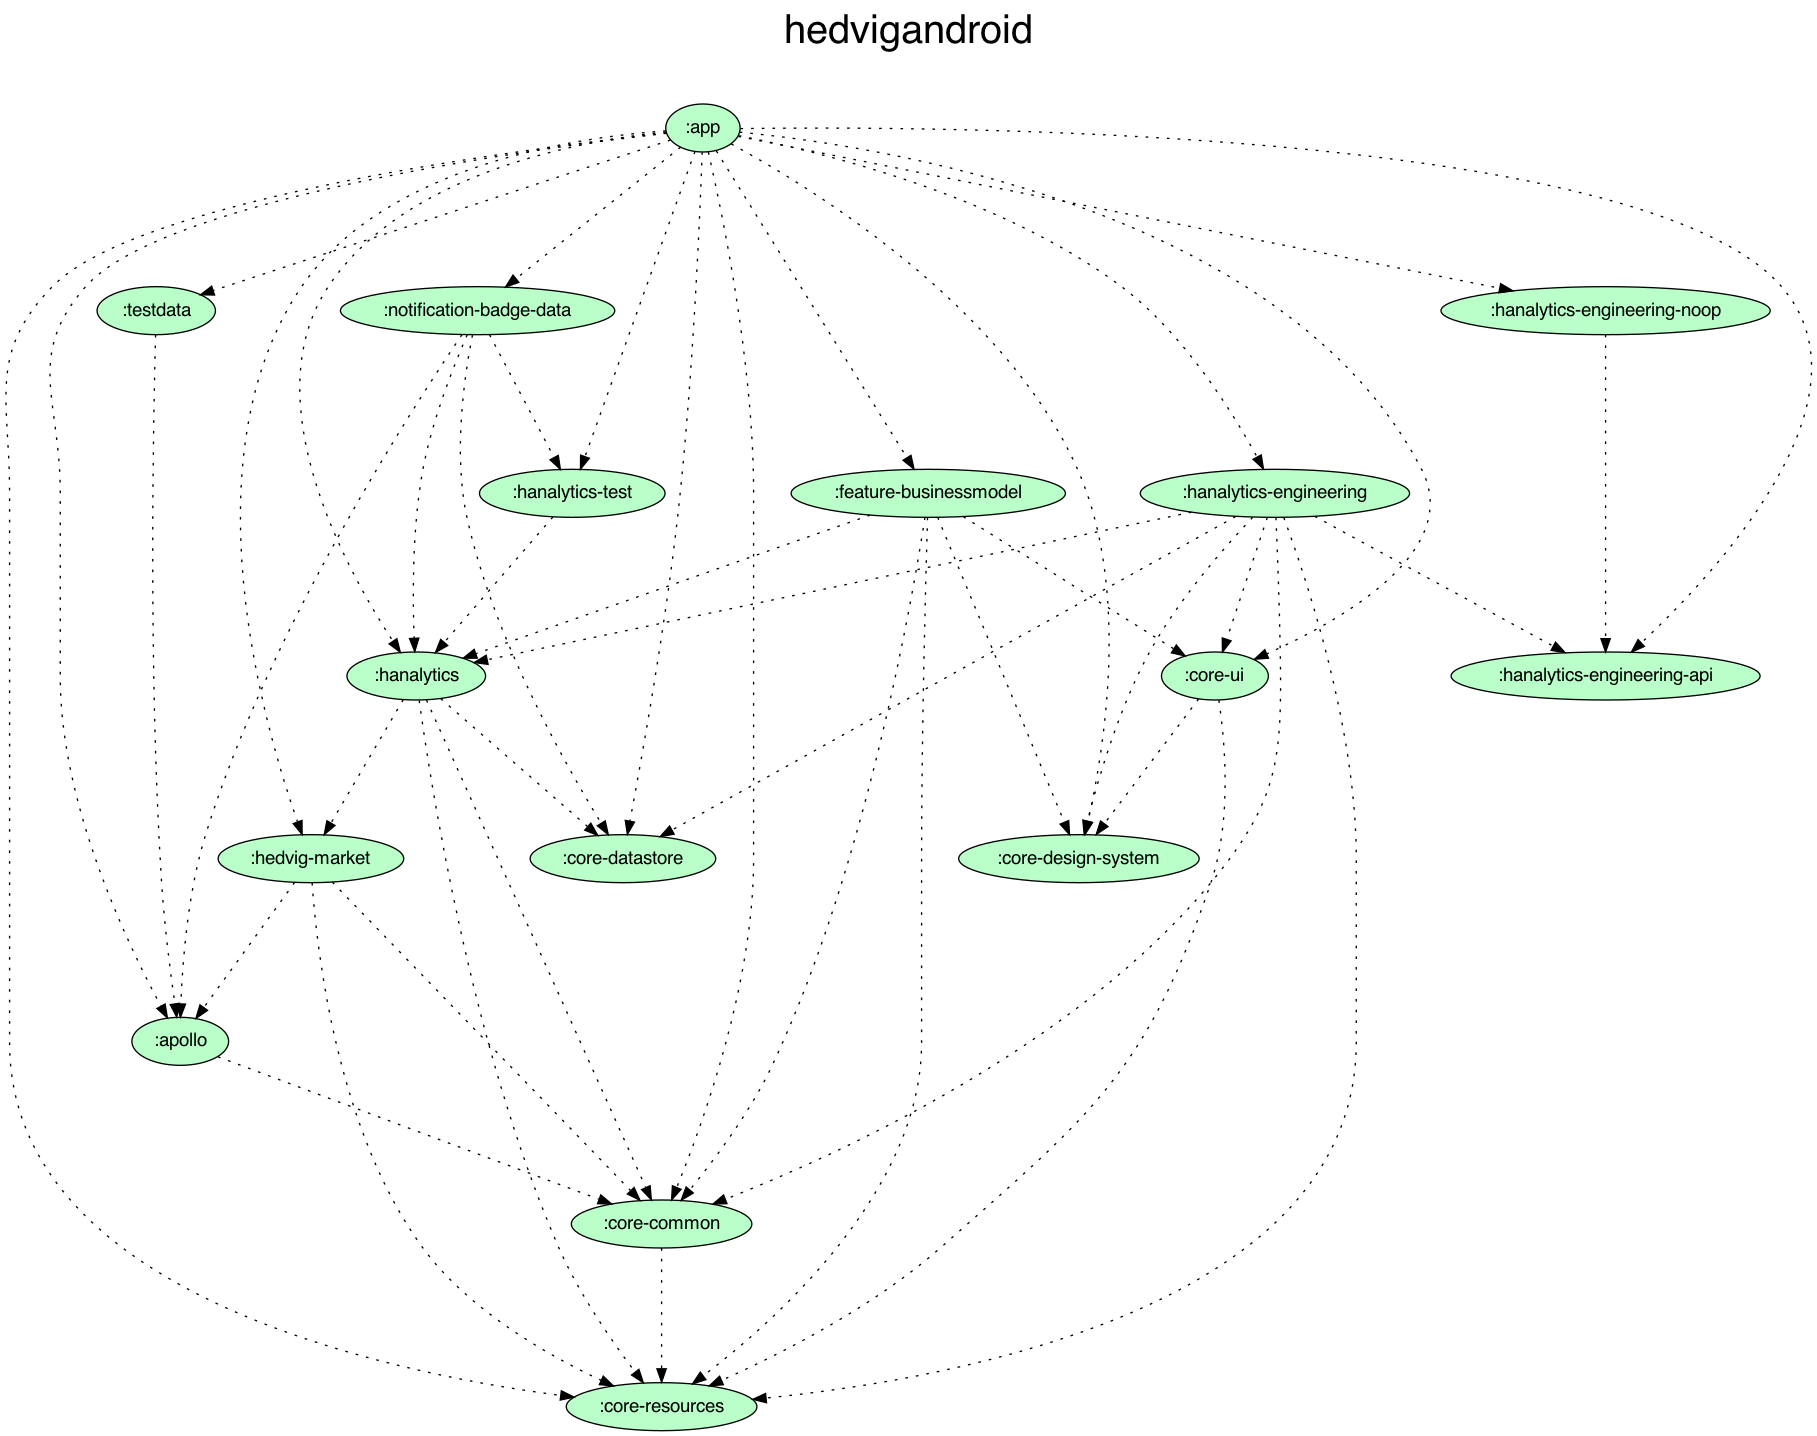 hedvigandroid
:app
:testdata
:notification-badge-data
:hanalytics-engineering-noop
:hanalytics-test
:feature-businessmodel
:hanalytics-engineering
:hanalytics
:core-ui
:hanalytics-engineering-api
:hedvig-market
:core-datastore
:core-design-system
:apollo
:core-common
:core-resources